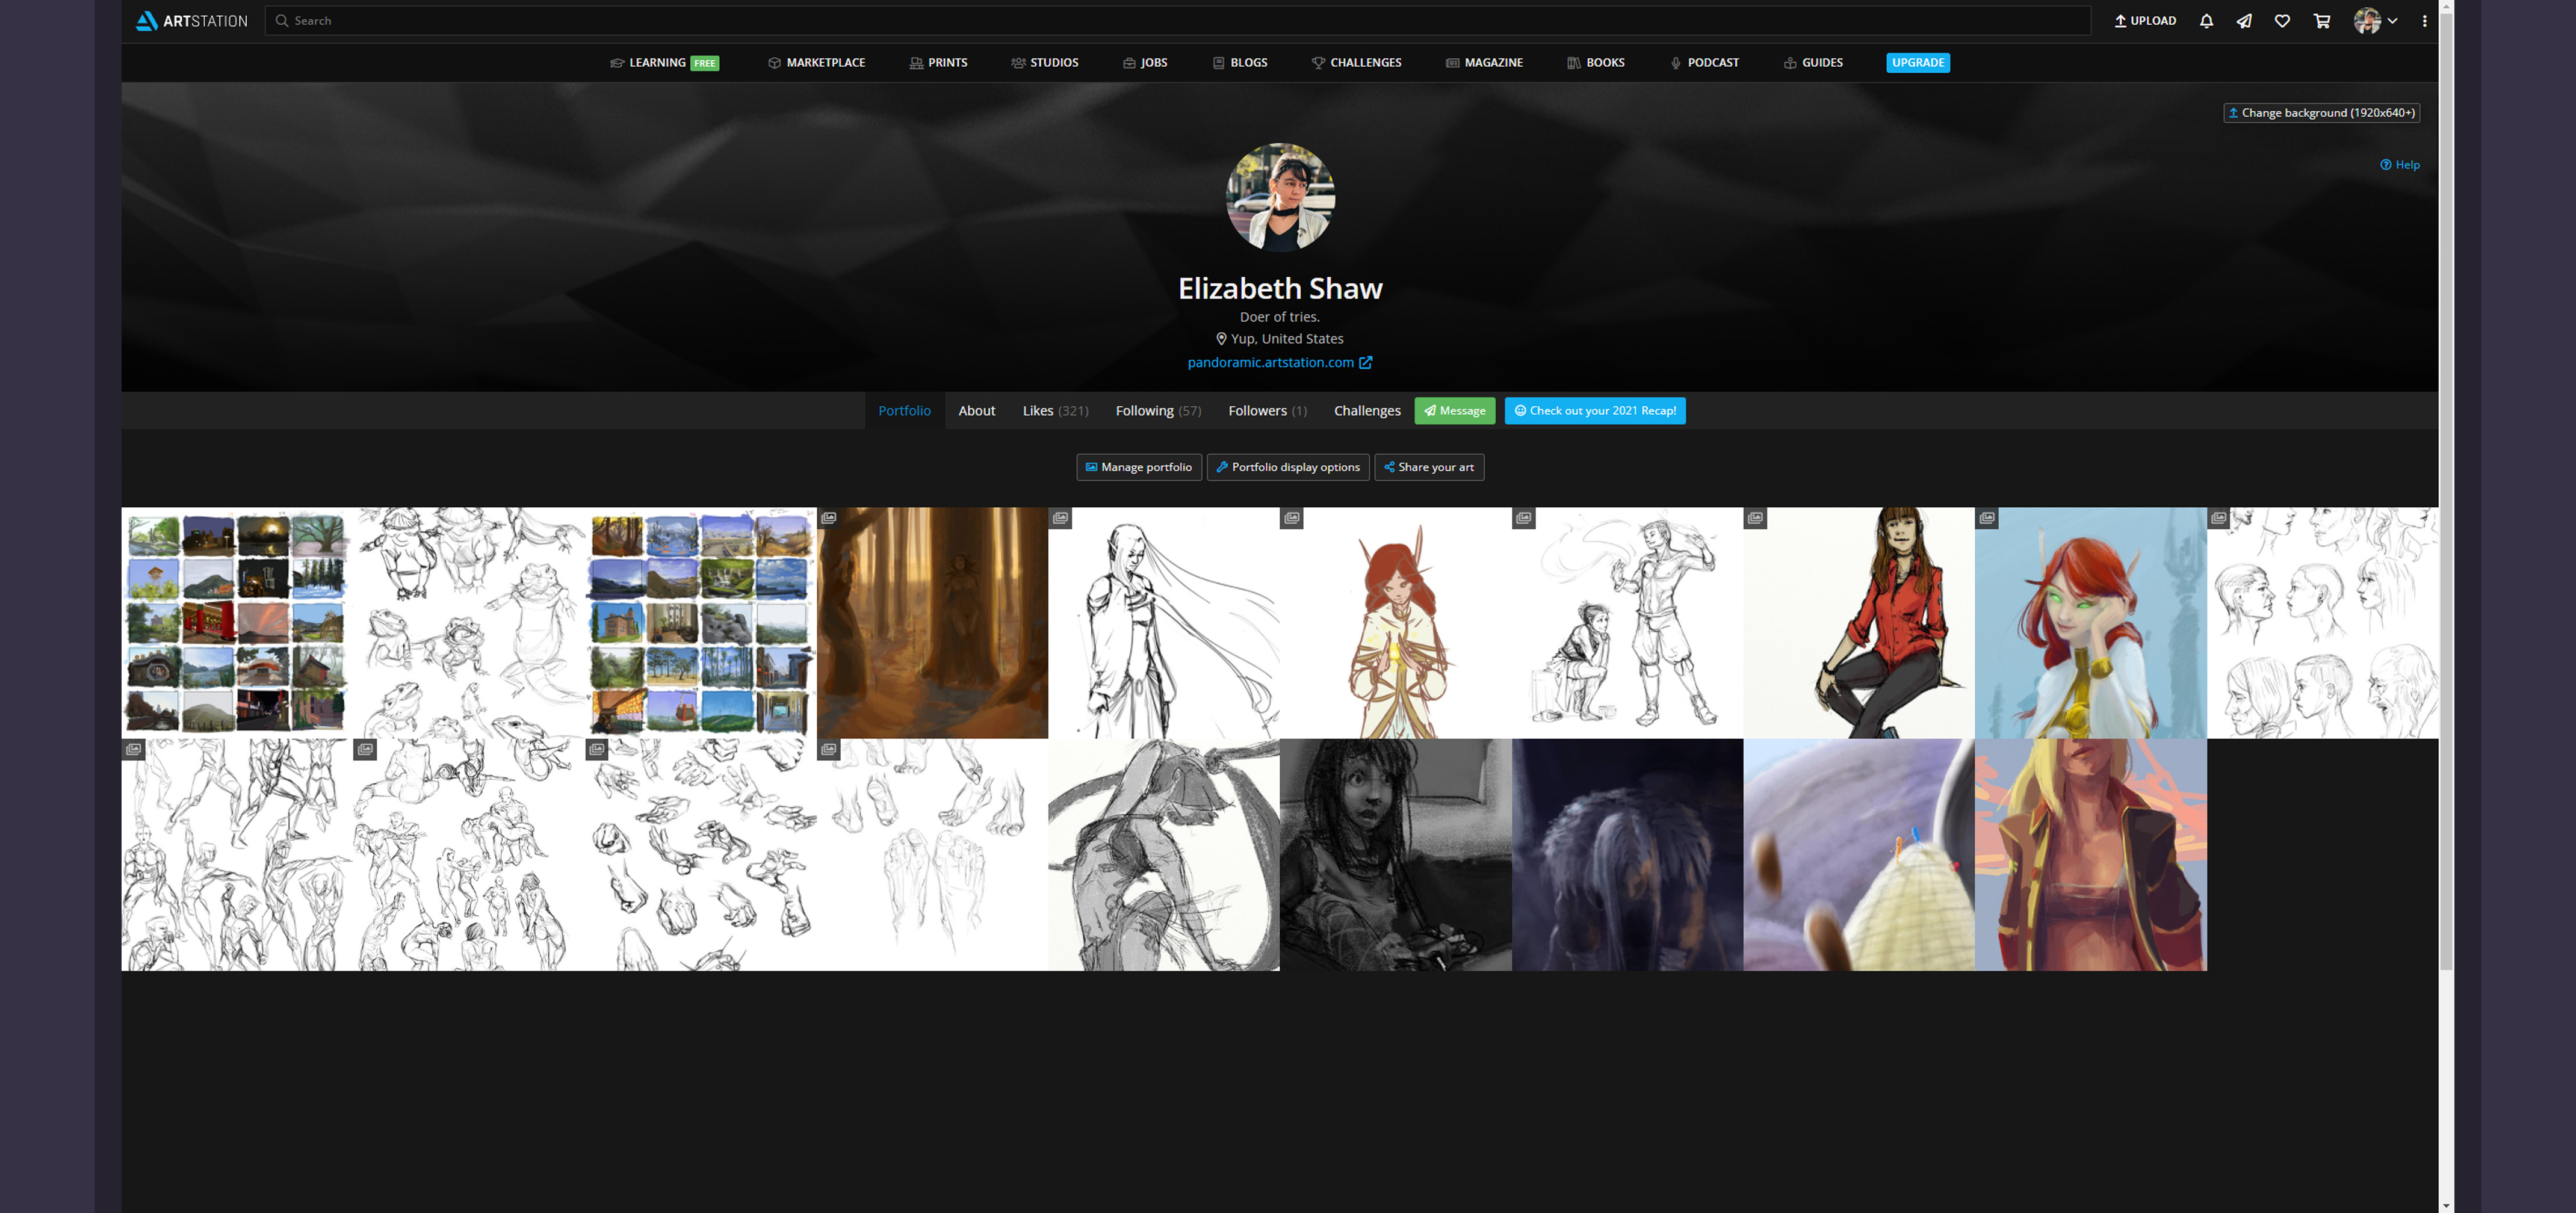 ARTSTATION
Search
UPLOAD
LEARNING FREE
MARKETPLACE
PRINTS
STUDIOS
JOBS
BLOGS
CHALLENGES
MAGAZINE
BOOKS
PODCAST
GUIDES
UPGRADE
Change background (1920x640+)
Help
Elizabeth Shaw
Doer of tries.
Yup, United States
pandoramic.artstation.com
Portfolio
About
Likes (321)
Following (57)
Followers (1)
Challenges
Message
Check out your 2021 Recap!
Manage portfolio
Portfolio display options
Share your art